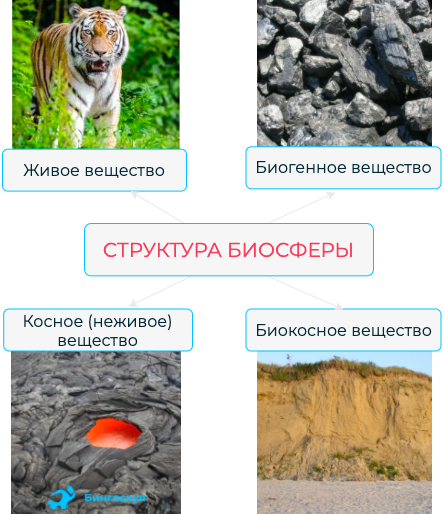 Живое вещество
Биогенное вещество
СТРУКТУРА БИОСФЕРЫ
Косное (неживое)
вещество
Биокосное вещество